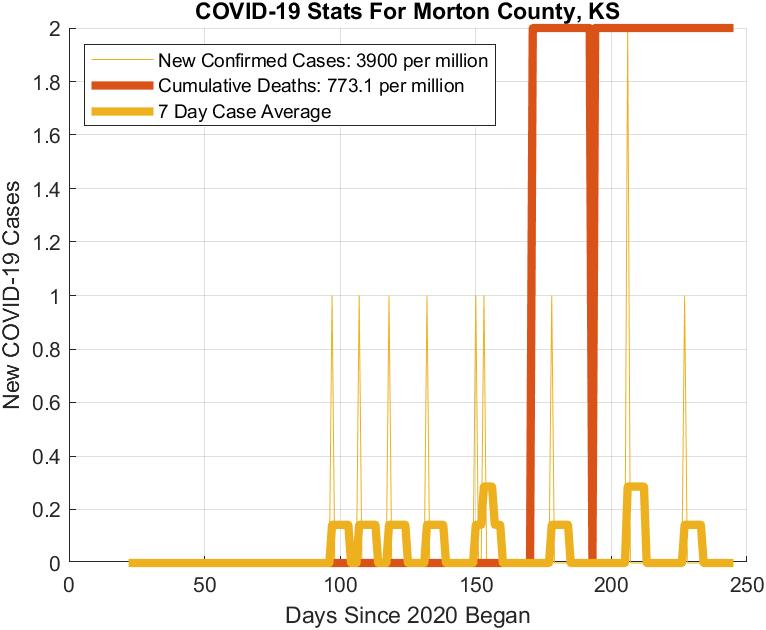 COVID-19 Stats For Morton County, KS
New Confirmed Cases: 3900 per million
Cumulative Deaths: 773.1 per million
7 Day Case Average
New COVID-19 Cases
2
1.8
1.6
1.4
1.2
1
0.8
0.6
0.4
0.2
0
0 50 100 150 200 250
Days Since 2020 Began